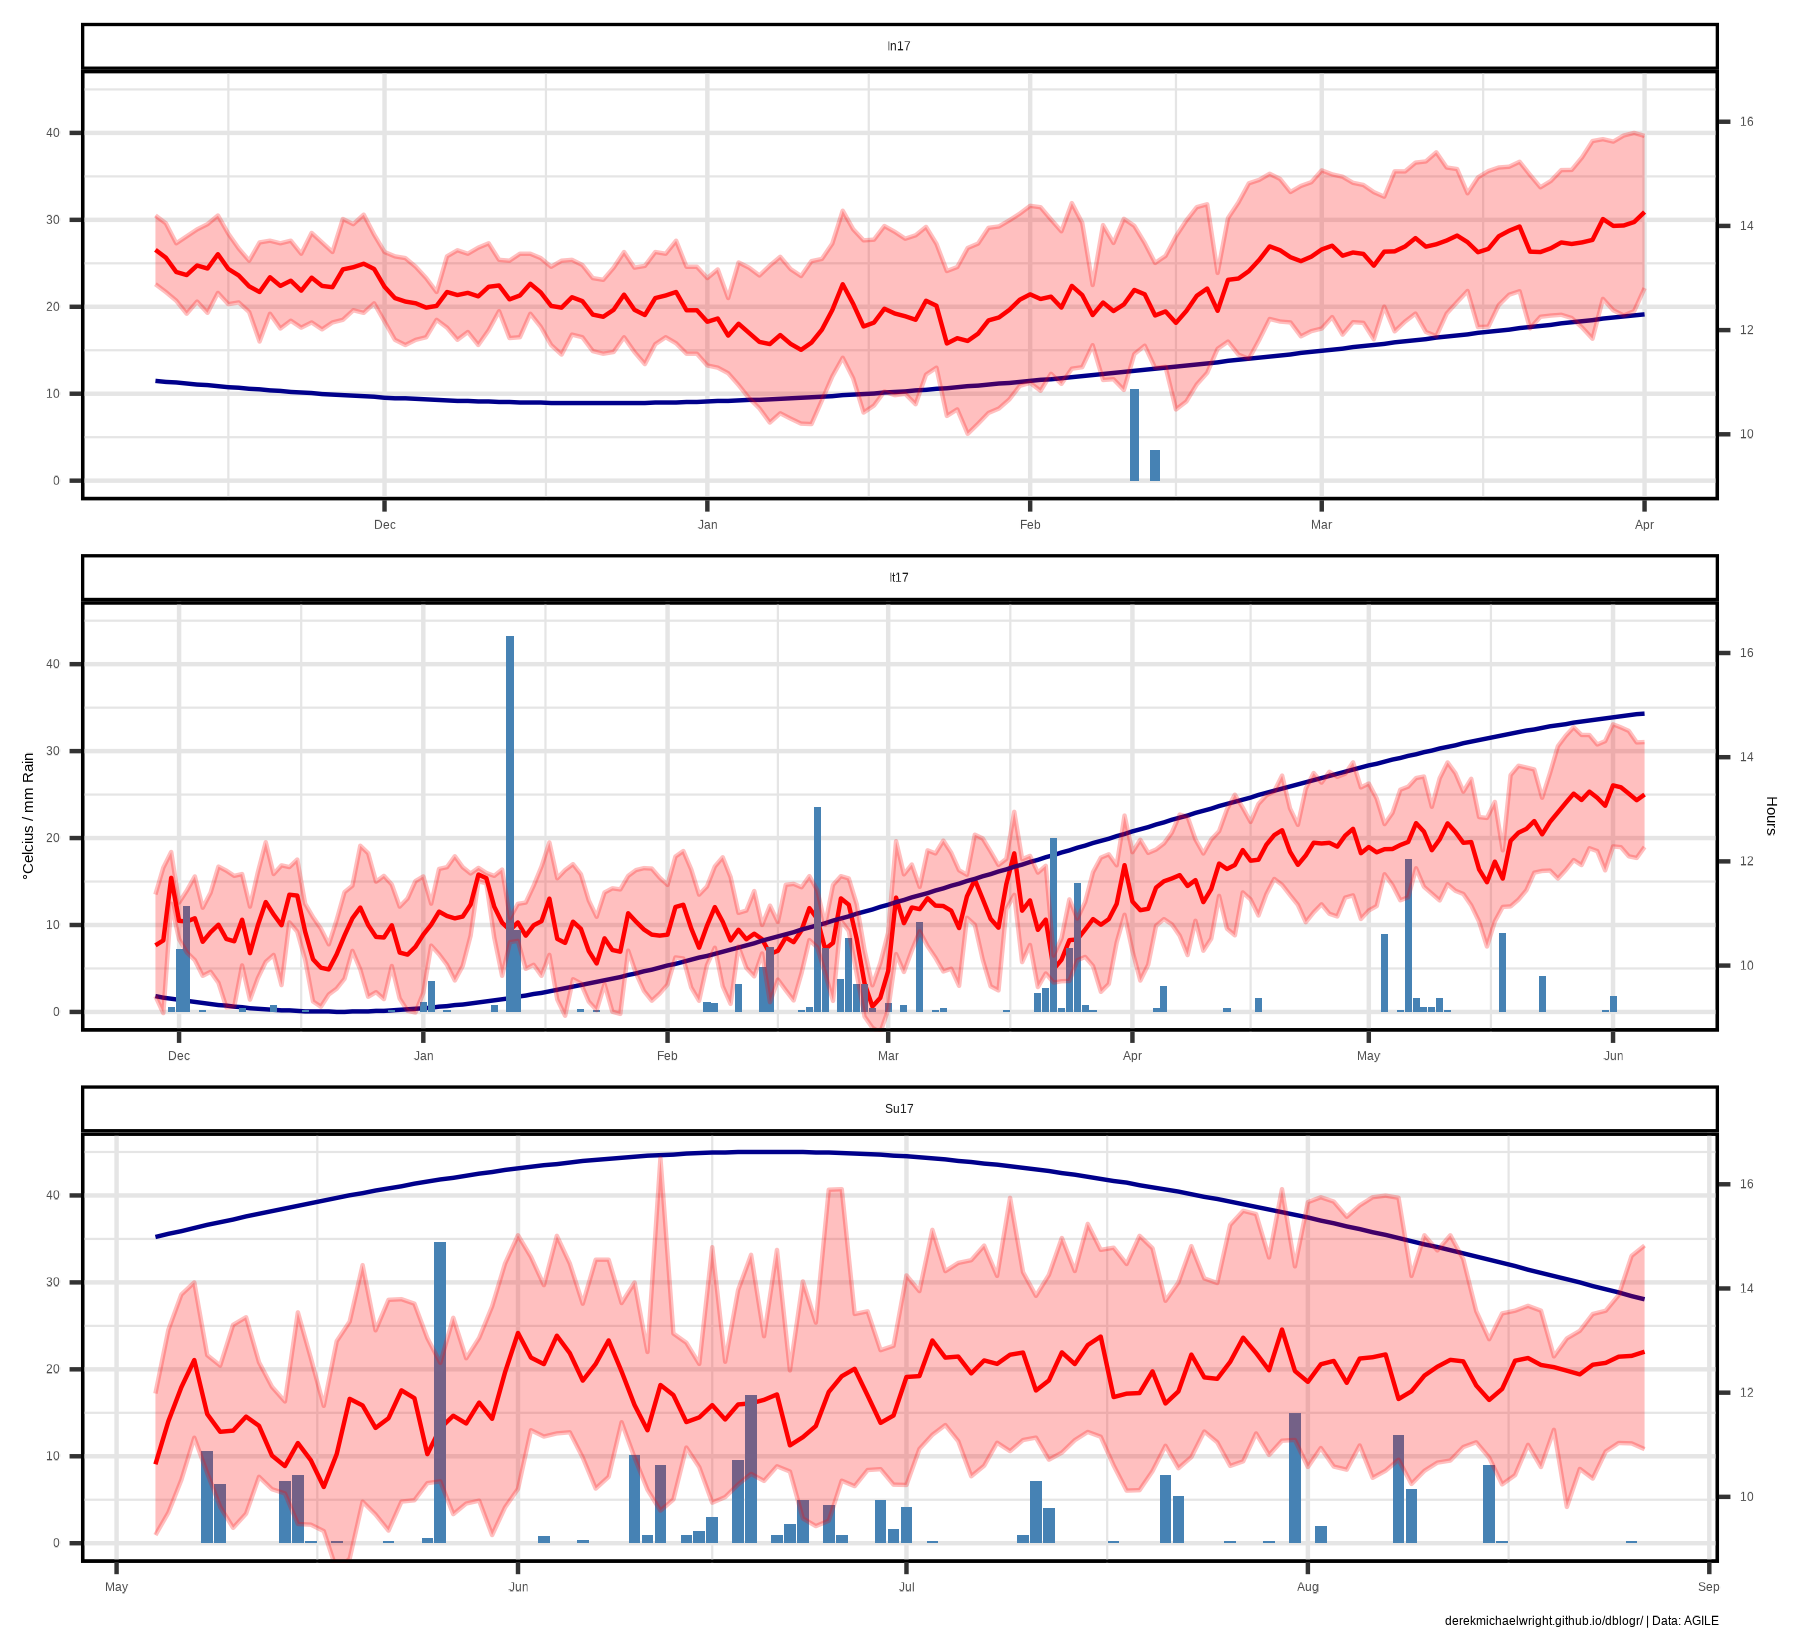 In17
40
30
20
10
0
16
14
12
10
Dec
Jan
Feb
Mar
Apr
It17
°Celcius / mm Rain
40
30
20
10
0
16
14
12
10
Hours
Dec
Jan
Feb
Mar
Apr
May
Jun
Su17
40
30
20
10
0
16
14
12
10
May
Jun
Jul
Aug
Sep
derekmichaelwright.github.io/dblogr/ | Data: AGILE